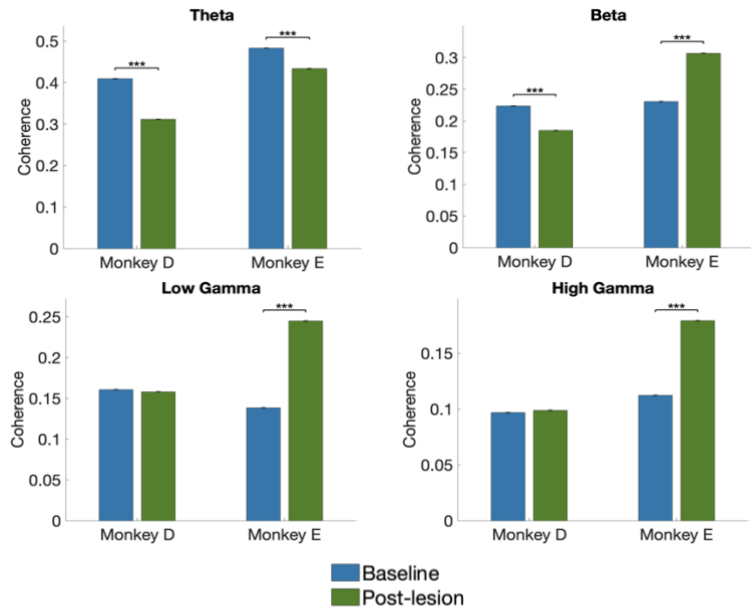 Theta
Coherence
0.5
0.4
0.3
0.2
0.1
0
***
***
Monkey D
Monkey E
Beta
Coherence
0.3
0.25
0.2
0.15
0.1
0.05
0
***
***
Monkey D
Monkey E
Low Gamma
Coherence
0.25
0.2
0.15
0.1
0.05
0
***
Monkey D
Monkey E
High Gamma
Coherence
0.15
0.1
0.05
0
***
Monkey D
Monkey E
Baseline
Post-lesion